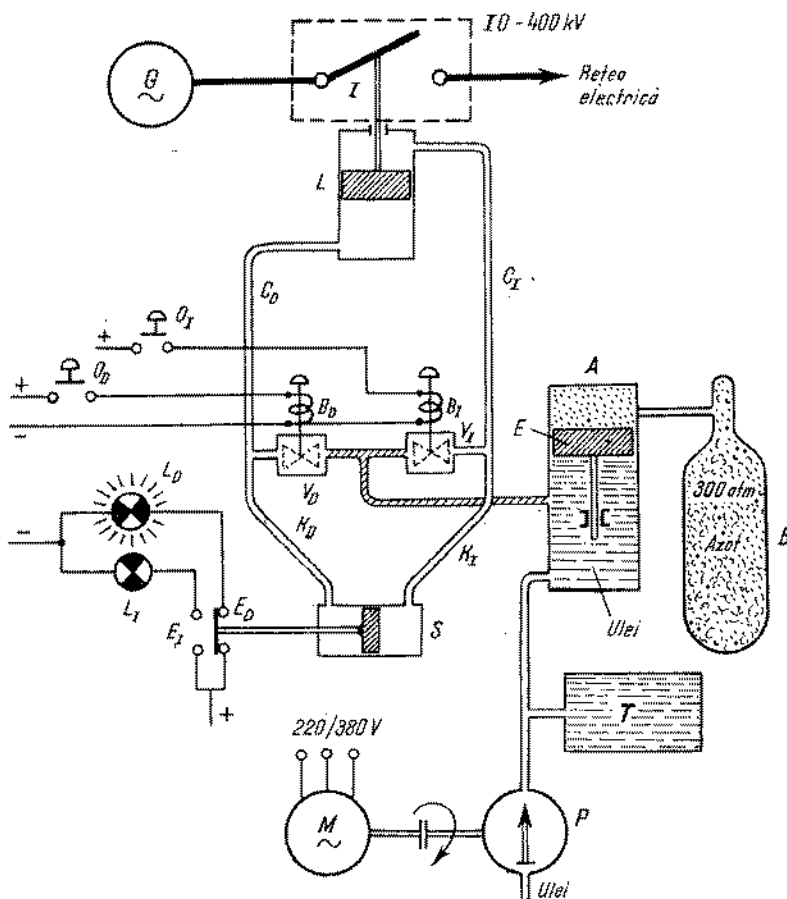 I0-400 kV
G
~
I
Rețea
electrică
L
C_D
C_I
+
O_I
+
O_D
-
B_D
B_I
V_I
V_D
A
E
300 atm
Azot
B
L_D
K_D
K_I
-
L_I
E_I
E_D
S
Ulei
+
T
220/380 V
M
~
P
Ulei